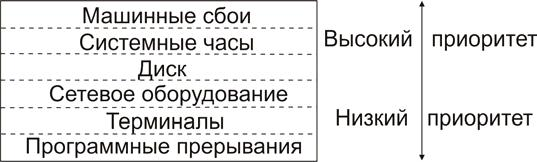 Машинные сбои
Системные часы
Диск
Сетевое оборудование
Терминалы
Программные прерывания
Высокий приоритет
Низкий приоритет